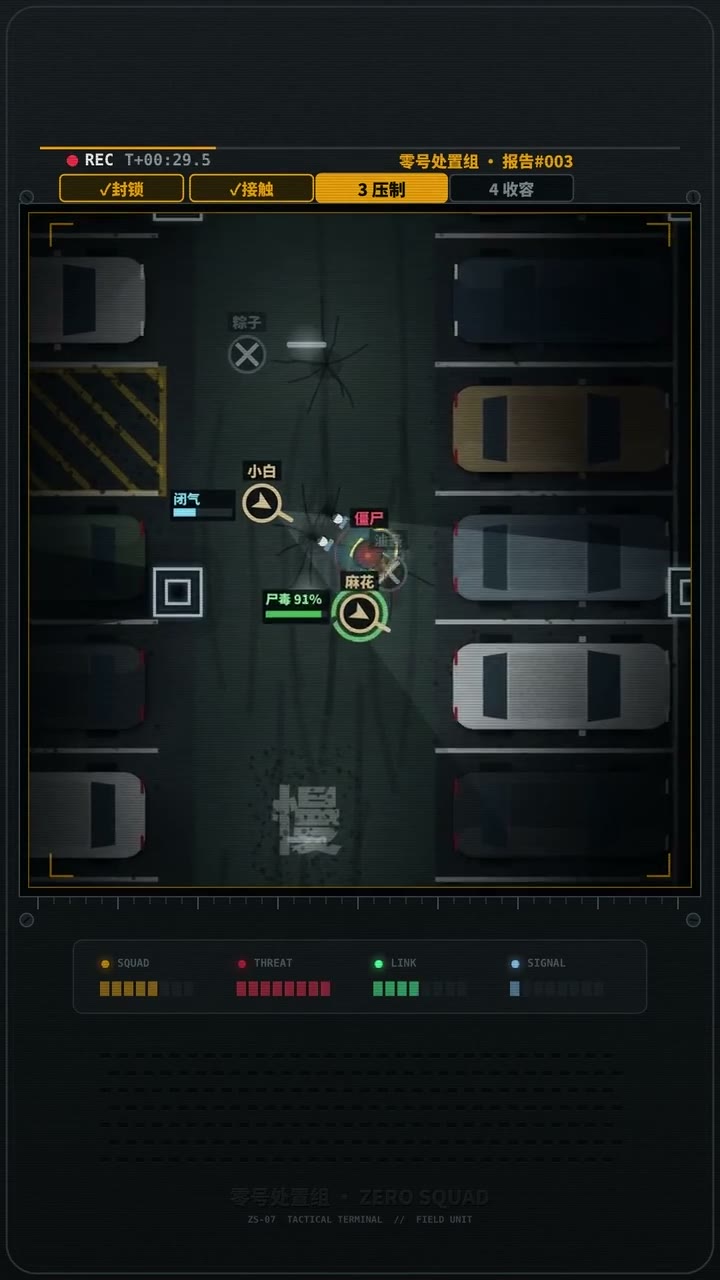 REC T+00:29.5
零号处置组 • 报告#003
✓封锁
✓接触
3 压制
4 收容
粽子
小白
闭气
僵尸
油条
麻花
尸毒 91%
慢
SQUAD
THREAT
LINK
SIGNAL
零号处置组 • ZERO SQUAD
ZS-07 TACTICAL TERMINAL // FIELD UNIT